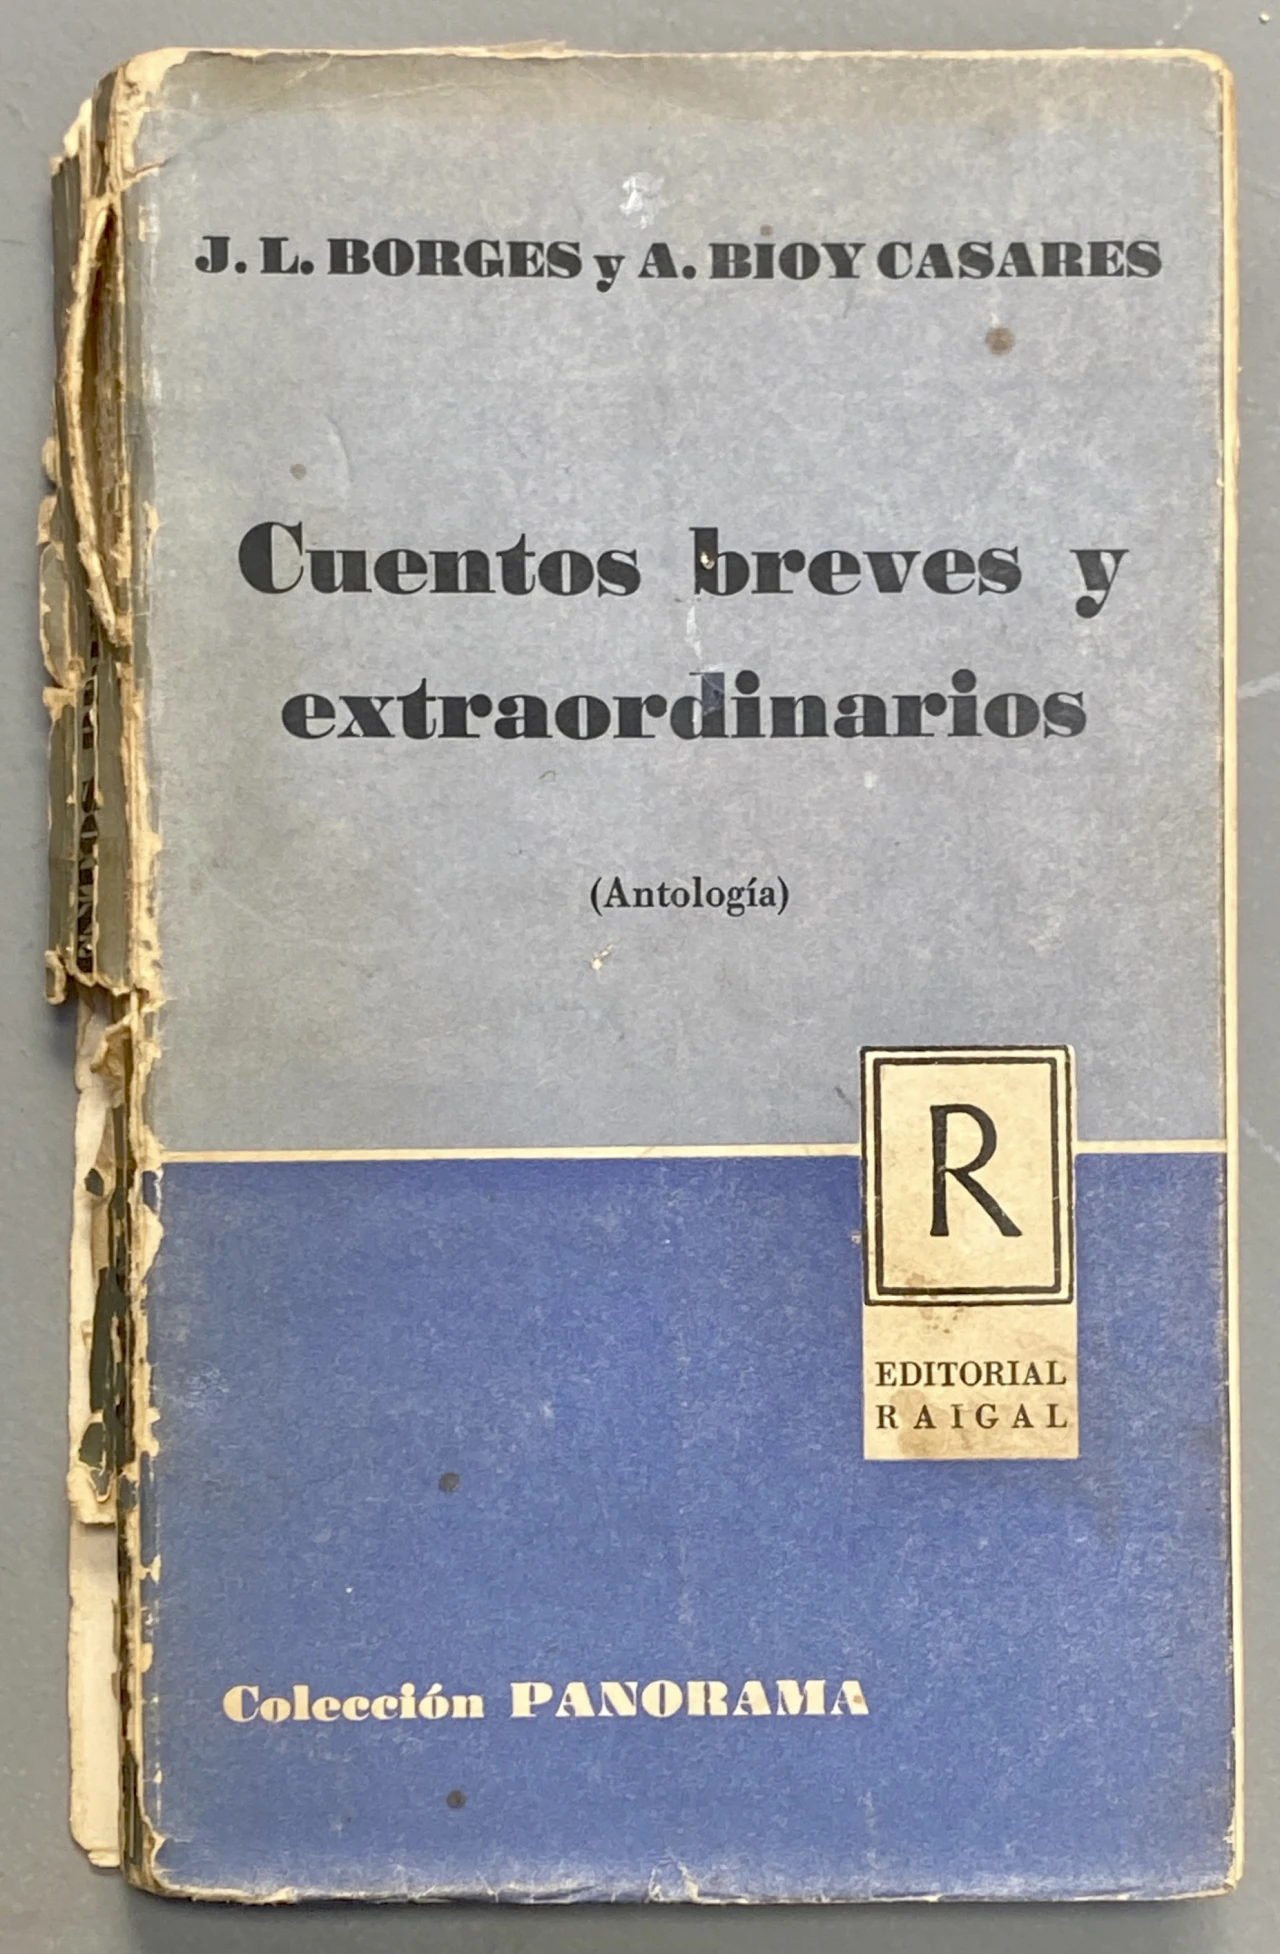 J. L. BORGES y A. BIOY CASARES
Cuentos breves y
extraordinarios
(Antología)
R
EDITORIAL
RAIGAL
Colección PANORAMA